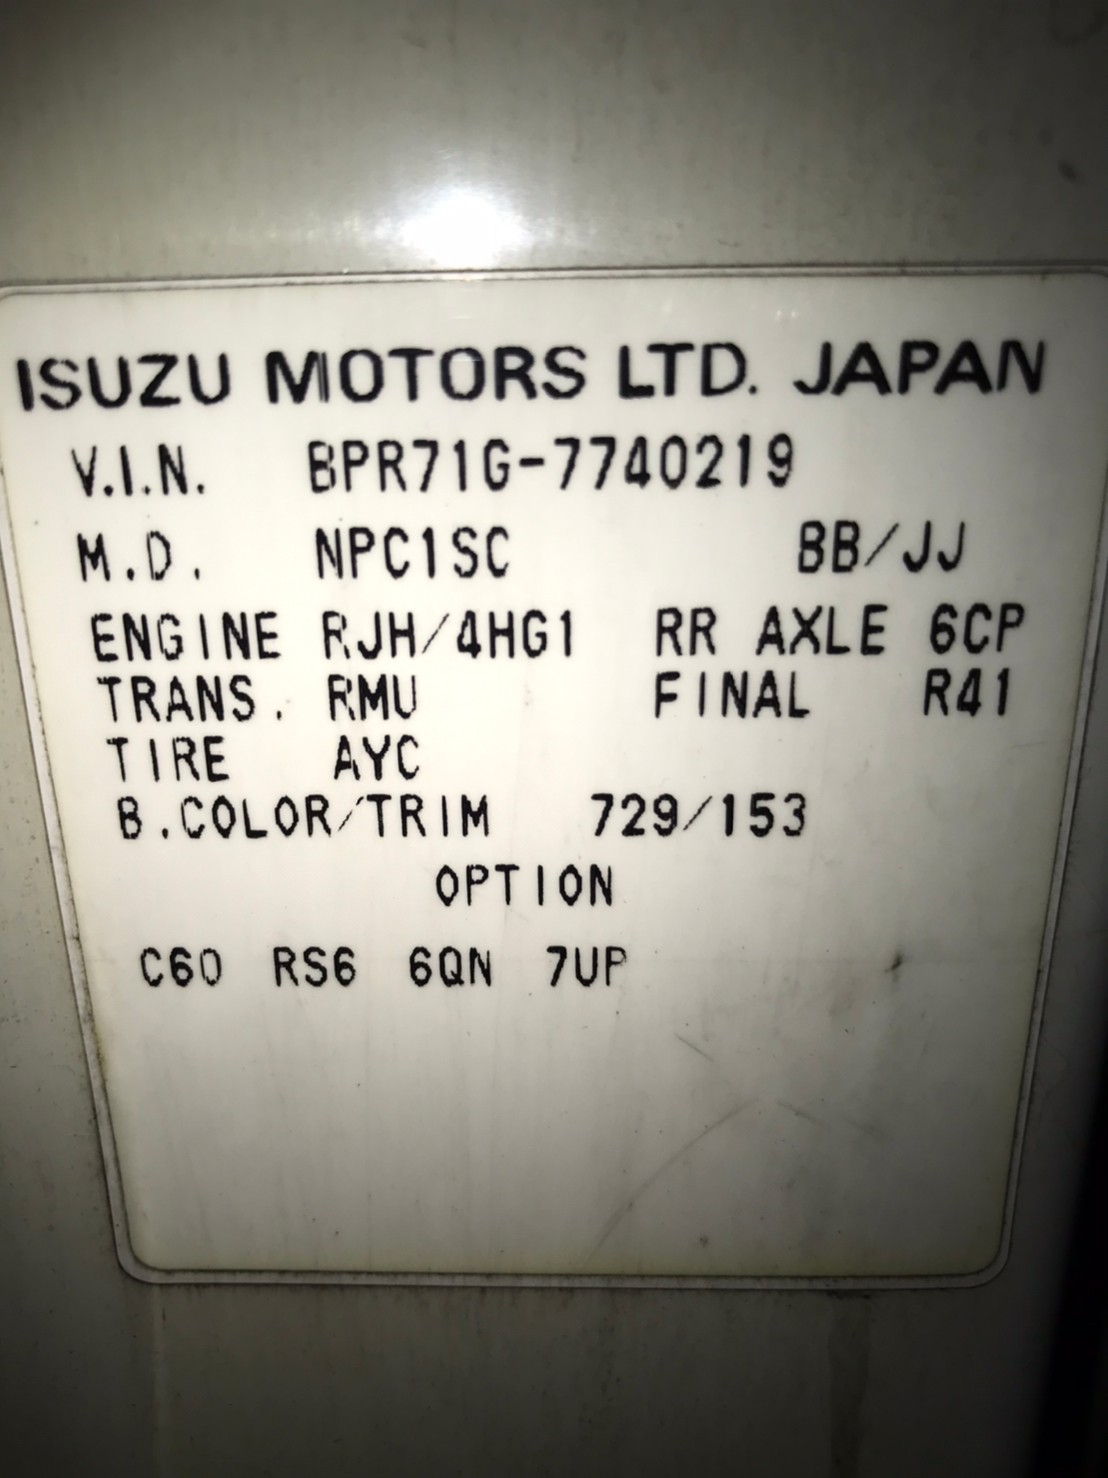 ISUZU MOTORS LTD. JAPAN
V.I.N. BPR71G-7740219
M.D. NPC1SC BB/JJ
ENGINE RJH/4HG1 RR AXLE 6CP
TRANS. RMU FINAL R41
TIRE AYC
B.COLOR/TRIM 729/153
OPTION
C60 RS6 6QN 7UP